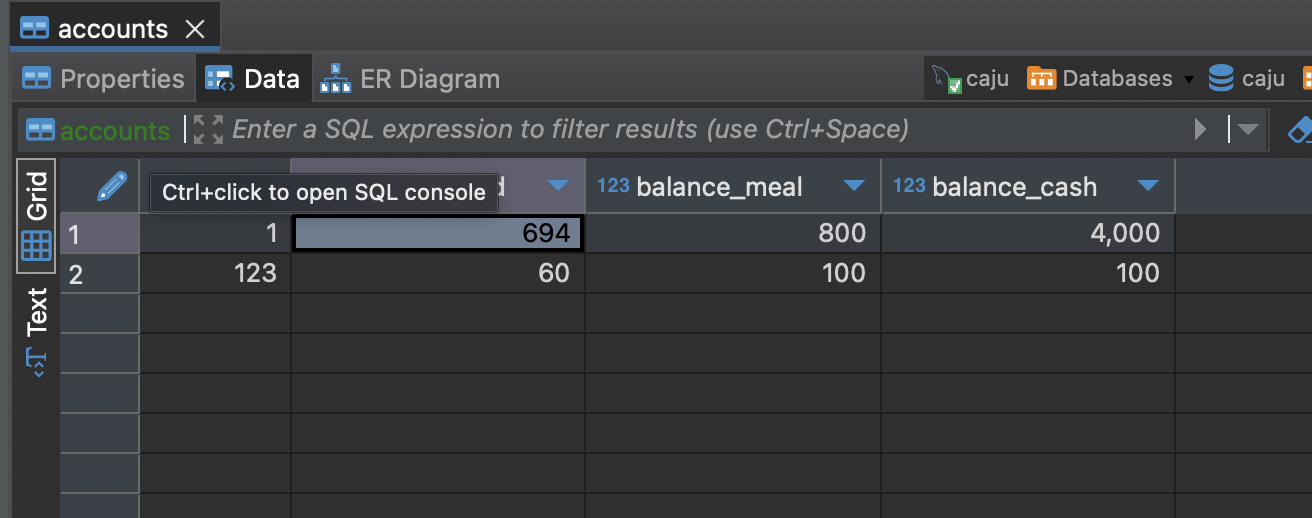 accounts
Properties Data ER Diagram caju Databases caju
accounts Enter a SQL expression to filter results (use Ctrl+Space)
Grid
Text
Ctrl+click to open SQL console 123 balance_meal 123 balance_cash
1 1 694 800 4,000
2 123 60 100 100